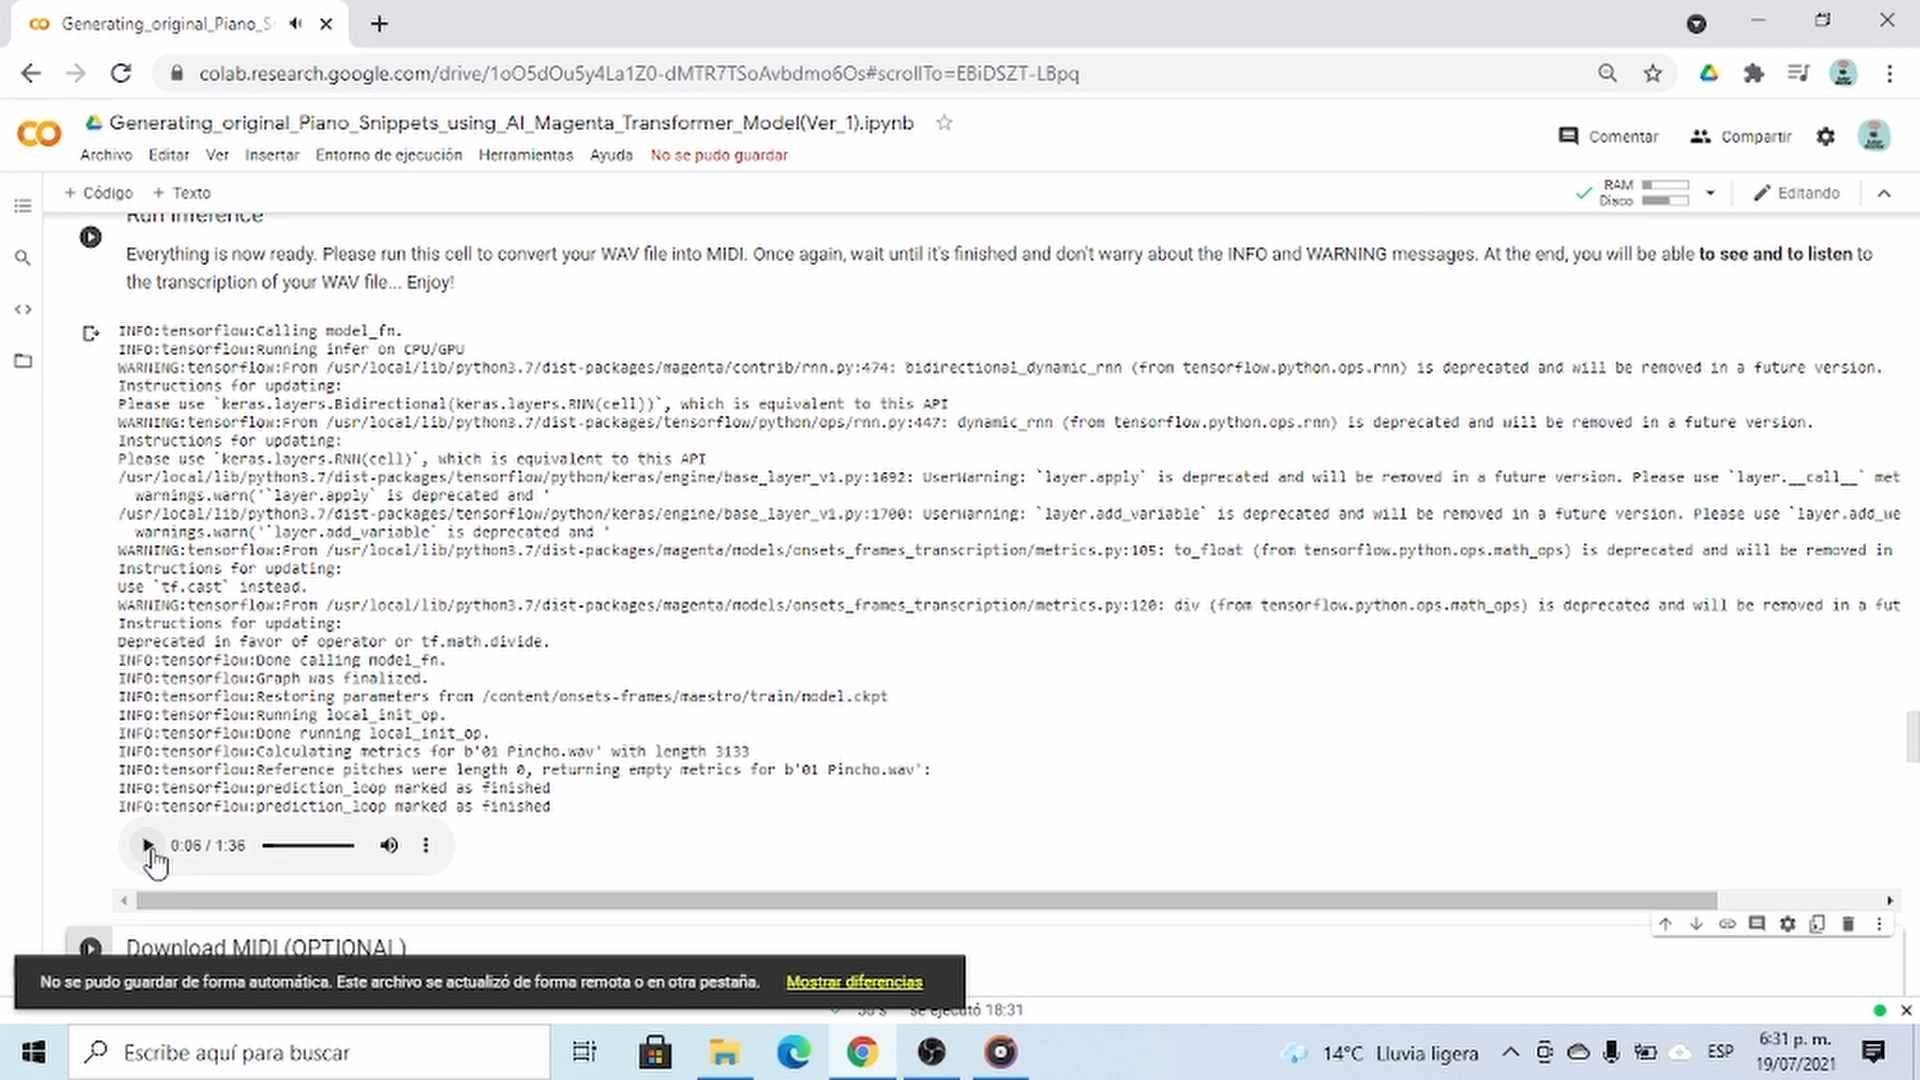 Generating_original_Piano_S
colab.research.google.com/drive/1oO5dOu5y4La1Z0-dMTR7TSoAvbdmo6Os#scrollTo=EBiDSZT-LBpq
Generating_original_Piano_Snippets_using_AI_Magenta_Transformer_Model(Ver_1).ipynb
Comentar
Compartir
Archivo Editar Ver Insertar Entorno de ejecución Herramientas Ayuda No se pudo guardar
+ Código + Texto
RAM
Disco
Editando
Run Inference
Everything is now ready. Please run this cell to convert your WAV file into MIDI. Once again, wait until it's finished and don't warry about the INFO and WARNING messages. At the end, you will be able to see and to listen to
the transcription of your WAV file... Enjoy!
INFO:tensorflow:Calling model_fn.
INFO:tensorflow:Running infer on CPU/GPU
WARNING:tensorflow:From /usr/local/lib/python3.7/dist-packages/magenta/contrib/rnn.py:474: bidirectional_dynamic_rnn (from tensorflow.python.ops.rnn) is deprecated and will be removed in a future version.
Instructions for updating:
Please use `keras.layers.Bidirectional(keras.layers.RNN(cell))`, which is equivalent to this API
WARNING:tensorflow:From /usr/local/lib/python3.7/dist-packages/tensorflow/python/ops/rnn.py:447: dynamic_rnn (from tensorflow.python.ops.rnn) is deprecated and will be removed in a future version.
Instructions for updating:
Please use `keras.layers.RNN(cell)`, which is equivalent to this API
/usr/local/lib/python3.7/dist-packages/tensorflow/python/keras/engine/base_layer_v1.py:1692: UserWarning: `layer.apply` is deprecated and will be removed in a future version. Please use `layer.__call__` met
warnings.warn('`layer.apply` is deprecated and '
/usr/local/lib/python3.7/dist-packages/tensorflow/python/keras/engine/base_layer_v1.py:1700: UserWarning: `layer.add_variable` is deprecated and will be removed in a future version. Please use `layer.add_we
warnings.warn('`layer.add_variable` is deprecated and '
WARNING:tensorflow:From /usr/local/lib/python3.7/dist-packages/magenta/models/onsets_frames_transcription/metrics.py:105: to_float (from tensorflow.python.ops.math_ops) is deprecated and will be removed in
Instructions for updating:
Use `tf.cast` instead.
WARNING:tensorflow:From /usr/local/lib/python3.7/dist-packages/magenta/models/onsets_frames_transcription/metrics.py:120: div (from tensorflow.python.ops.math_ops) is deprecated and will be removed in a fut
Instructions for updating:
Deprecated in favor of operator or tf.math.divide.
INFO:tensorflow:Done calling model_fn.
INFO:tensorflow:Graph was finalized.
INFO:tensorflow:Restoring parameters from /content/onsets-frames/maestro/train/model.ckpt
INFO:tensorflow:Running local_init_op.
INFO:tensorflow:Done running local_init_op.
INFO:tensorflow:Calculating metrics for b'01 Pincho.wav' with length 3133
INFO:tensorflow:Reference pitches were length 0, returning empty metrics for b'01 Pincho.wav':
INFO:tensorflow:prediction_loop marked as finished
INFO:tensorflow:prediction_loop marked as finished
0:06 / 1:36
Download MIDI (OPTIONAL)
No se pudo guardar de forma automática. Este archivo se actualizó de forma remota o en otra pestaña. Mostrar diferencias
se ejecutó 18:31
Escribe aquí para buscar
14°C Lluvia ligera
ESP
6:31 p. m.
19/07/2021